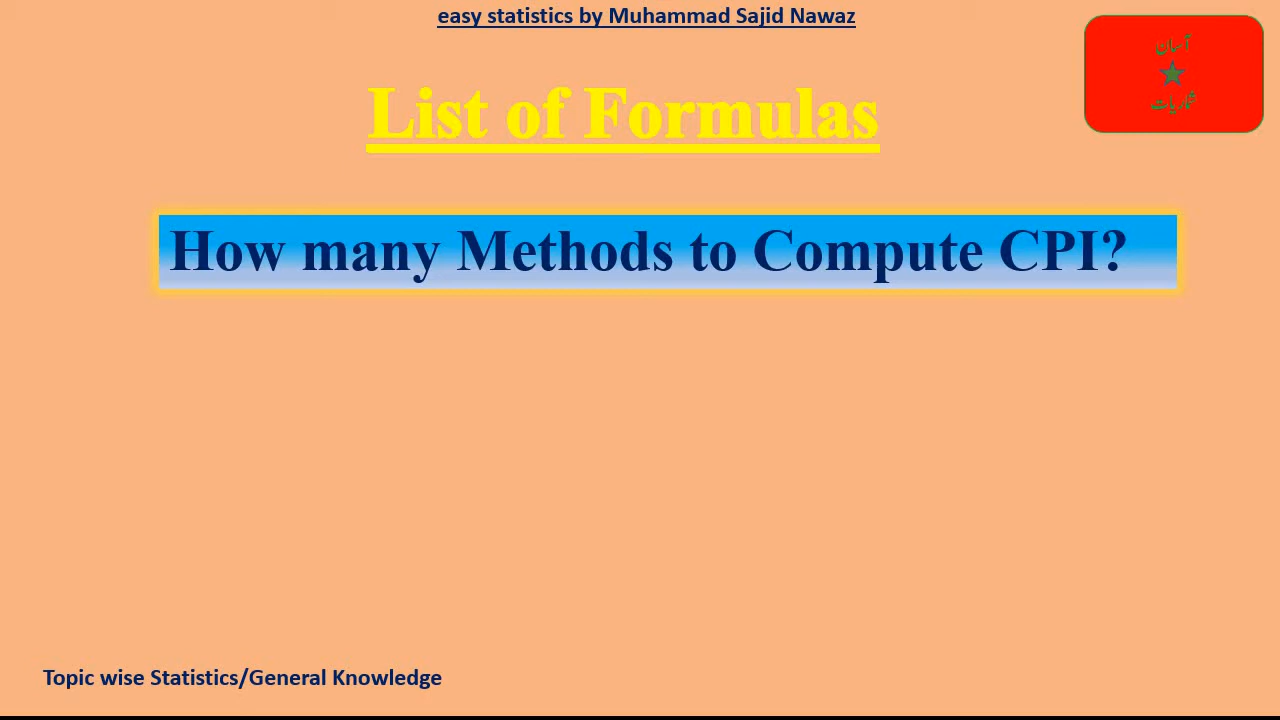 easy statistics by Muhammad Sajid Nawaz
آسان
شماریات
List of Formulas
How many Methods to Compute CPI?
Topic wise Statistics/General Knowledge